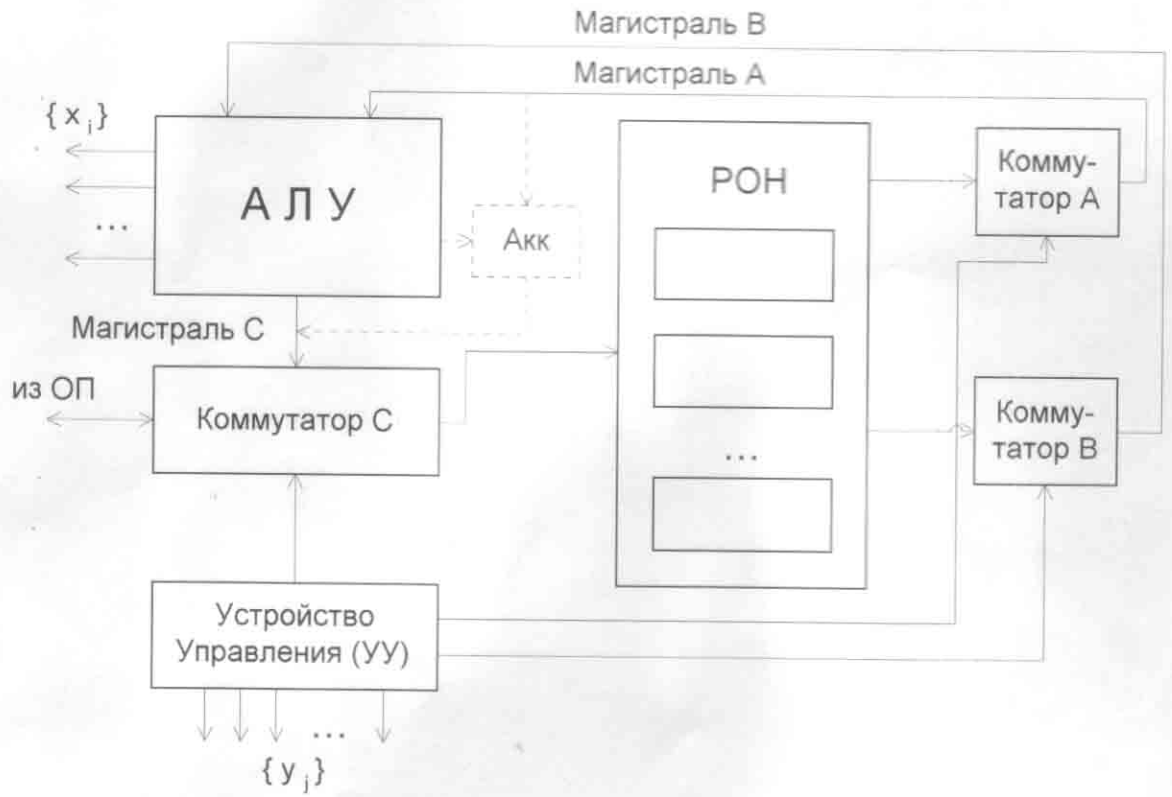 Магистраль В
Магистраль А
{ x i }
А Л У
...
Акк
РОН
Комму-
татор А
Магистраль С
из ОП
Коммутатор С
...
Комму-
татор В
Устройство
Управления (УУ)
...
{ y j }